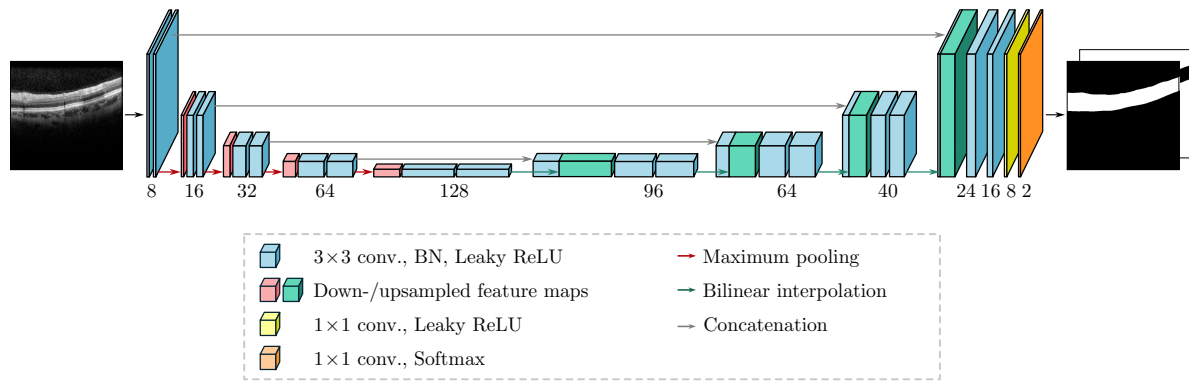 8 16 32 64 128 96 64 40 24 16 8 2
3×3 conv., BN, Leaky ReLU
Maximum pooling
Down-/upsampled feature maps
Bilinear interpolation
1×1 conv., Leaky ReLU
Concatenation
1×1 conv., Softmax